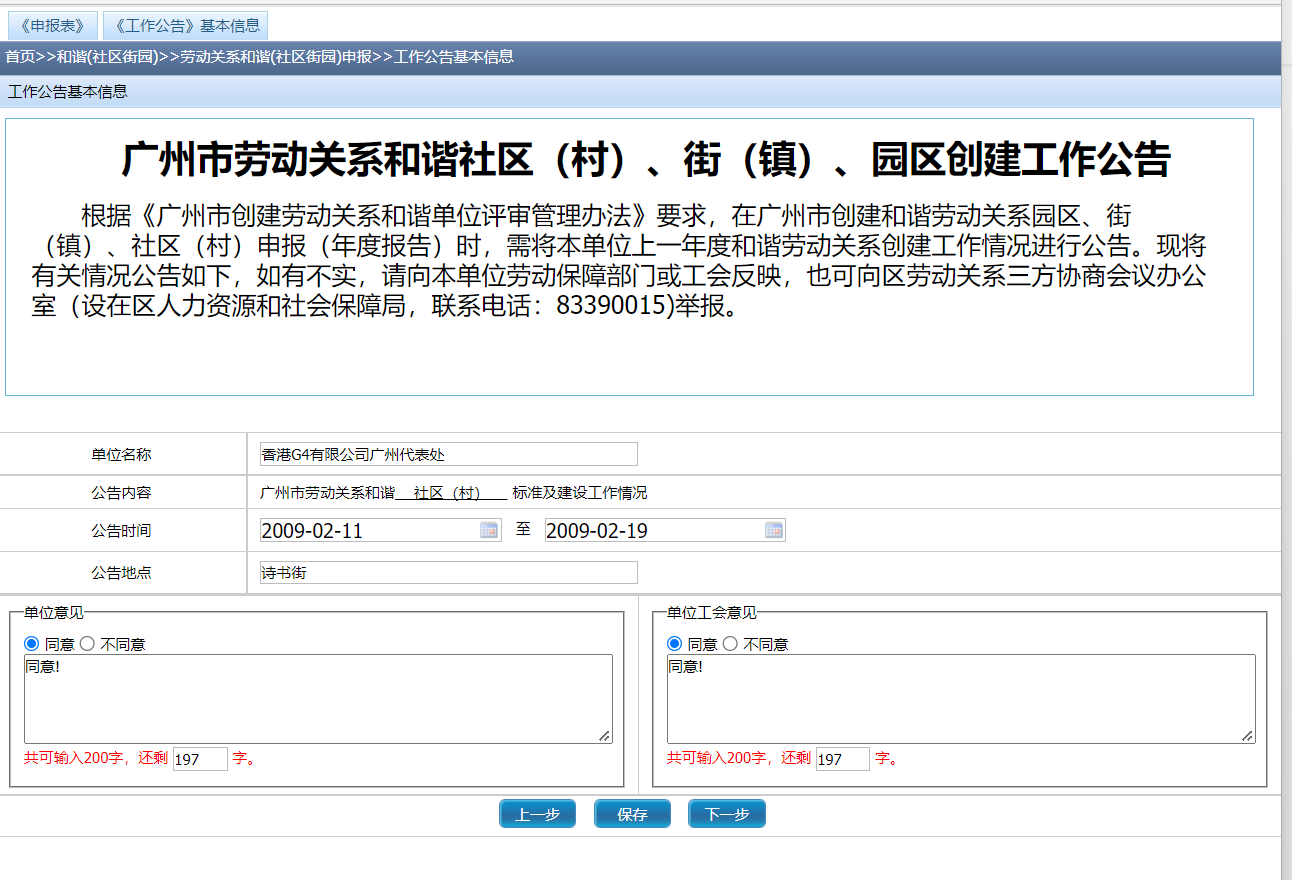 《申报表》 《工作公告》基本信息
首页>>和谐(社区街园)>>劳动关系和谐(社区街园)申报>>工作公告基本信息
工作公告基本信息
广州市劳动关系和谐社区（村）、街（镇）、园区创建工作公告
根据《广州市创建劳动关系和谐单位评审管理办法》要求，在广州市创建和谐劳动关系园区、街
（镇）、社区（村）申报（年度报告）时，需将本单位上一年度和谐劳动关系创建工作情况进行公告。现将
有关情况公告如下，如有不实，请向本单位劳动保障部门或工会反映，也可向区劳动关系三方协商会议办公
室（设在区人力资源和社会保障局，联系电话：83390015)举报。
单位名称 香港G4有限公司广州代表处
公告内容 广州市劳动关系和谐__社区（村）___ 标准及建设工作情况
公告时间 2009-02-11 至 2009-02-19
公告地点 诗书街
单位意见
同意 不同意
同意!
共可输入200字，还剩 197 字。
单位工会意见
同意 不同意
同意!
共可输入200字，还剩 197 字。
上一步 保存 下一步